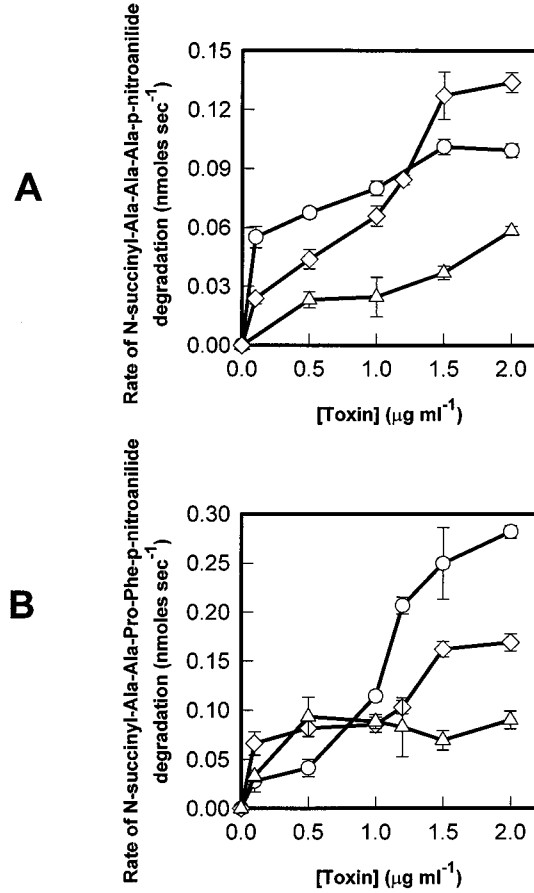 A
Rate of N-succinyl-Ala-Ala-Ala-p-nitroanilide
degradation (nmoles sec-1)
0.15
0.12
0.09
0.06
0.03
0.00
0.0 0.5 1.0 1.5 2.0
[Toxin] (µg ml-1)
B
Rate of N-succinyl-Ala-Ala-Pro-Phe-p-nitroanilide
degradation (nmoles sec-1)
0.30
0.25
0.20
0.15
0.10
0.05
0.00
0.0 0.5 1.0 1.5 2.0
[Toxin] (µg ml-1)